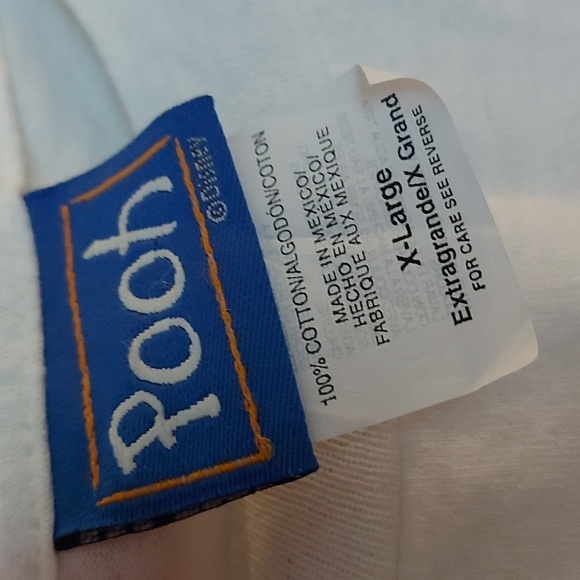 Pooh
©DISNEY
100% COTTON/ALGODÓN/COTON
MADE IN MEXICO/
HECHO EN MÉXICO/
FABRIQUE AUX MEXIQUE
X-Large
Extragrande/X Grand
FOR CARE SEE REVERSE